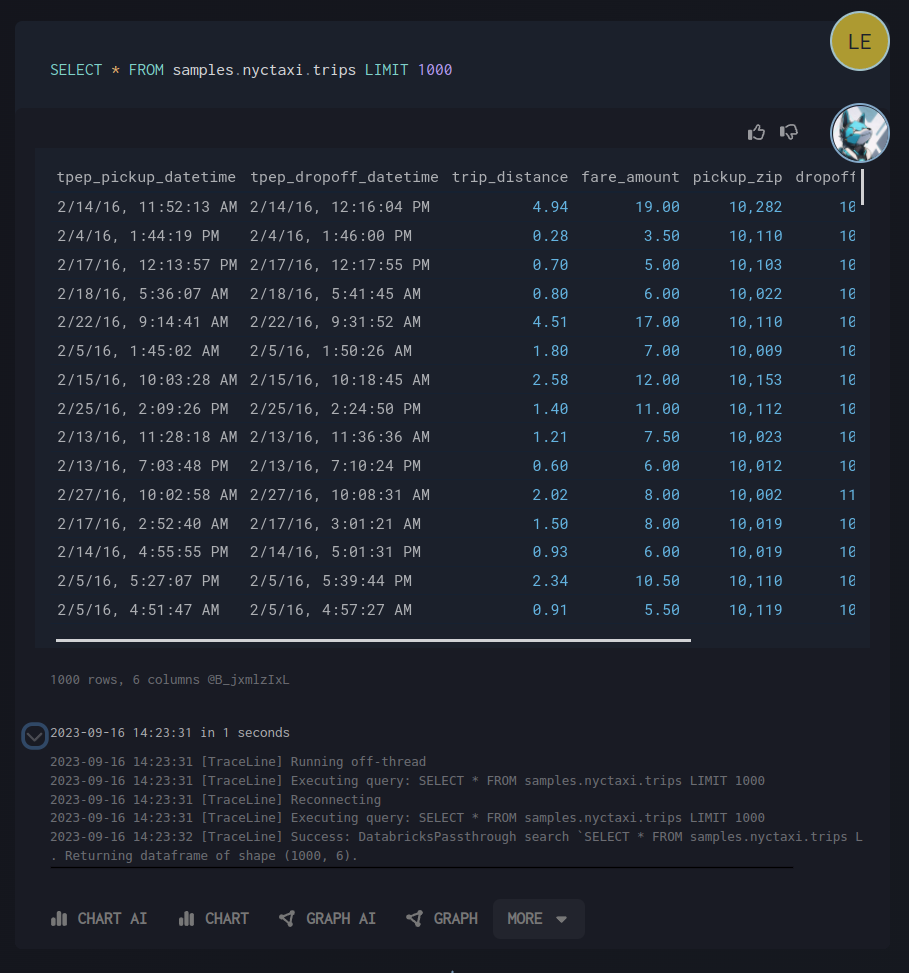 LE
SELECT * FROM samples.nyctaxi.trips LIMIT 1000
tpep_pickup_datetime tpep_dropoff_datetime trip_distance fare_amount pickup_zip dropoff
2/14/16, 11:52:13 AM 2/14/16, 12:16:04 PM 4.94 19.00 10,282 10
2/4/16, 1:44:19 PM 2/4/16, 1:46:00 PM 0.28 3.50 10,110 10
2/17/16, 12:13:57 PM 2/17/16, 12:17:55 PM 0.70 5.00 10,103 10
2/18/16, 5:36:07 AM 2/18/16, 5:41:45 AM 0.80 6.00 10,022 10
2/22/16, 9:14:41 AM 2/22/16, 9:31:52 AM 4.51 17.00 10,110 10
2/5/16, 1:45:02 AM 2/5/16, 1:50:26 AM 1.80 7.00 10,009 10
2/15/16, 10:03:28 AM 2/15/16, 10:18:45 AM 2.58 12.00 10,153 10
2/25/16, 2:09:26 PM 2/25/16, 2:24:50 PM 1.40 11.00 10,112 10
2/13/16, 11:28:18 AM 2/13/16, 11:36:36 AM 1.21 7.50 10,023 10
2/13/16, 7:03:48 PM 2/13/16, 7:10:24 PM 0.60 6.00 10,012 10
2/27/16, 10:02:58 AM 2/27/16, 10:08:31 AM 2.02 8.00 10,002 11
2/17/16, 2:52:40 AM 2/17/16, 3:01:21 AM 1.50 8.00 10,019 10
2/14/16, 4:55:55 PM 2/14/16, 5:01:31 PM 0.93 6.00 10,019 10
2/5/16, 5:27:07 PM 2/5/16, 5:39:44 PM 2.34 10.50 10,110 10
2/5/16, 4:51:47 AM 2/5/16, 4:57:27 AM 0.91 5.50 10,119 10
1000 rows, 6 columns @B_jxmlzIxL
2023-09-16 14:23:31 in 1 seconds
2023-09-16 14:23:31 [TraceLine] Running off-thread
2023-09-16 14:23:31 [TraceLine] Executing query: SELECT * FROM samples.nyctaxi.trips LIMIT 1000
2023-09-16 14:23:31 [TraceLine] Reconnecting
2023-09-16 14:23:31 [TraceLine] Executing query: SELECT * FROM samples.nyctaxi.trips LIMIT 1000
2023-09-16 14:23:32 [TraceLine] Success: DatabricksPassthrough search `SELECT * FROM samples.nyctaxi.trips L
. Returning dataframe of shape (1000, 6).
CHART AI CHART GRAPH AI GRAPH MORE